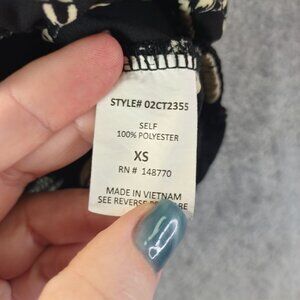 STYLE# 02CT2355
SELF
100% POLYESTER
XS
RN# 148770
MADE IN VIETNAM
SEE REVERSE